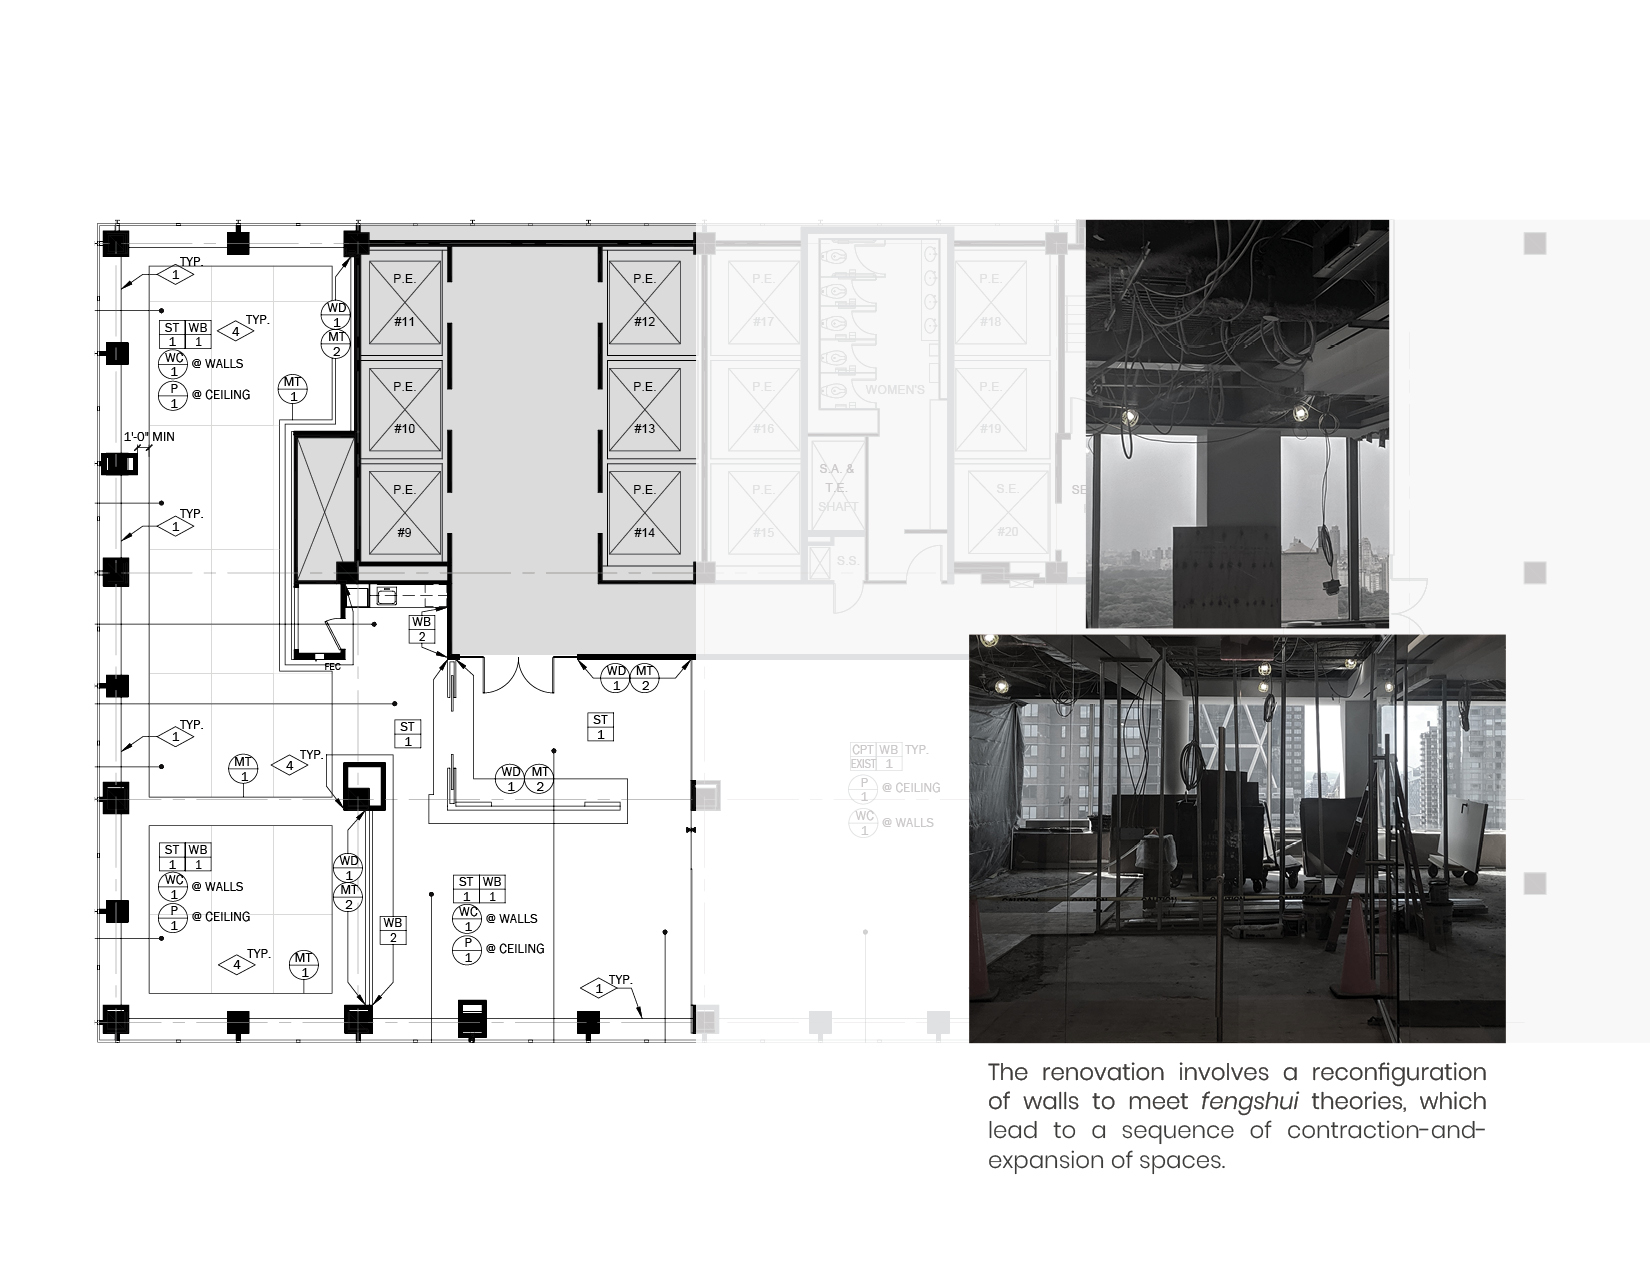 TYP.
1
ST WB
1 1
4
TYP.
WC
1
@ WALLS
P
1
@ CEILING
WD
1
MT
2
MT
1
1'-0" MIN
TYP.
1
P.E.
#11
P.E.
#10
P.E.
#9
P.E.
#12
P.E.
#13
P.E.
#14
P.E.
#17
P.E.
#16
P.E.
#15
WOMEN'S
S.A. &
T.E.
SHAFT
S.S.
P.E.
#18
P.E.
#19
S.E.
#20
SE
WB
2
FEC
WD MT
1 2
TYP.
1
MT
1
4
TYP.
ST
1
ST
1
WD MT
1 2
CPT WB TYP.
EXIST 1
P
1
@ CEILING
WC
1
@ WALLS
ST WB
1 1
WC
1
@ WALLS
P
1
@ CEILING
4
TYP.
MT
1
WD
1
MT
2
WB
2
ST WB
1 1
WC
1
@ WALLS
P
1
@ CEILING
1
TYP.
The renovation involves a reconfiguration
of walls to meet fengshui theories, which
lead to a sequence of contraction-and-
expansion of spaces.